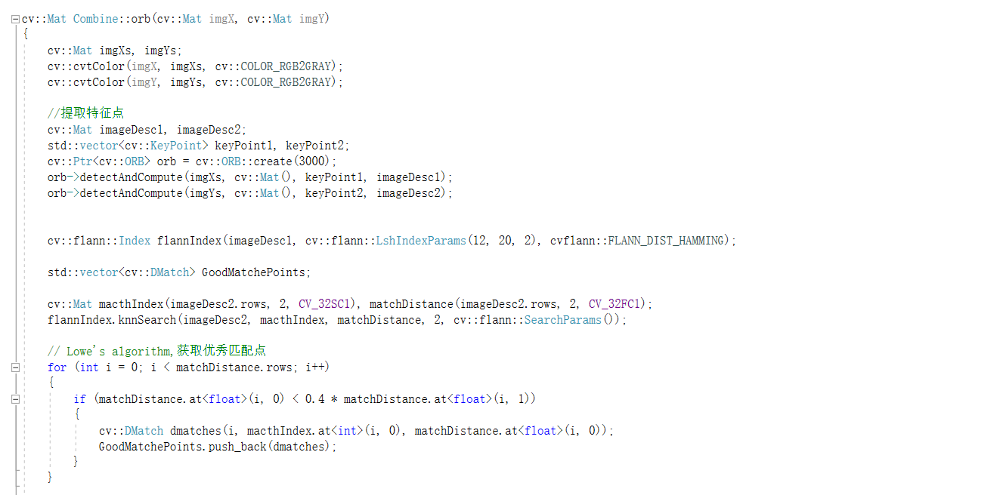 cv::Mat Combine::orb(cv::Mat imgX, cv::Mat imgY)
{
cv::Mat imgXs, imgYs;
cv::cvtColor(imgX, imgXs, cv::COLOR_RGB2GRAY);
cv::cvtColor(imgY, imgYs, cv::COLOR_RGB2GRAY);
//提取特征点
cv::Mat imageDesc1, imageDesc2;
std::vector<cv::KeyPoint> keyPoint1, keyPoint2;
cv::Ptr<cv::ORB> orb = cv::ORB::create(3000);
orb->detectAndCompute(imgXs, cv::Mat(), keyPoint1, imageDesc1);
orb->detectAndCompute(imgYs, cv::Mat(), keyPoint2, imageDesc2);
cv::flann::Index flannIndex(imageDesc1, cv::flann::LshIndexParams(12, 20, 2), cvflann::FLANN_DIST_HAMMING);
std::vector<cv::DMatch> GoodMatchePoints;
cv::Mat macthIndex(imageDesc2.rows, 2, CV_32SC1), matchDistance(imageDesc2.rows, 2, CV_32FC1);
flannIndex.knnSearch(imageDesc2, macthIndex, matchDistance, 2, cv::flann::SearchParams());
// Lowe's algorithm,获取优秀匹配点
for (int i = 0; i < matchDistance.rows; i++)
{
if (matchDistance.at<float>(i, 0) < 0.4 * matchDistance.at<float>(i, 1))
{
cv::DMatch dmatches(i, macthIndex.at<int>(i, 0), matchDistance.at<float>(i, 0));
GoodMatchePoints.push_back(dmatches);
}
}